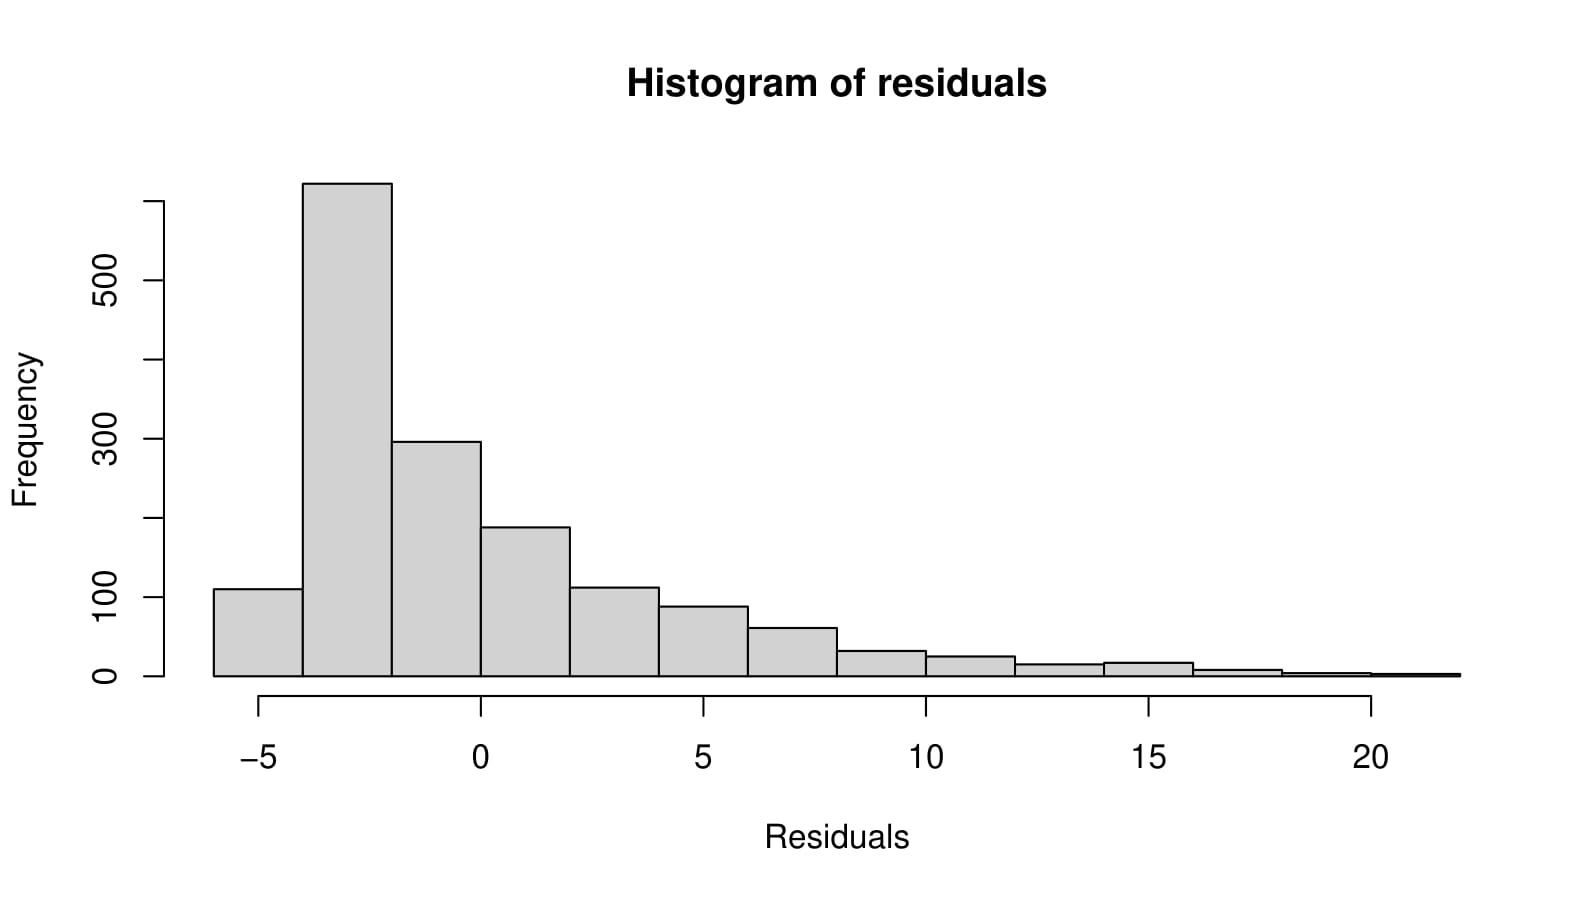 Histogram of residuals
Frequency
500
300
100
0
−5 0 5 10 15 20
Residuals